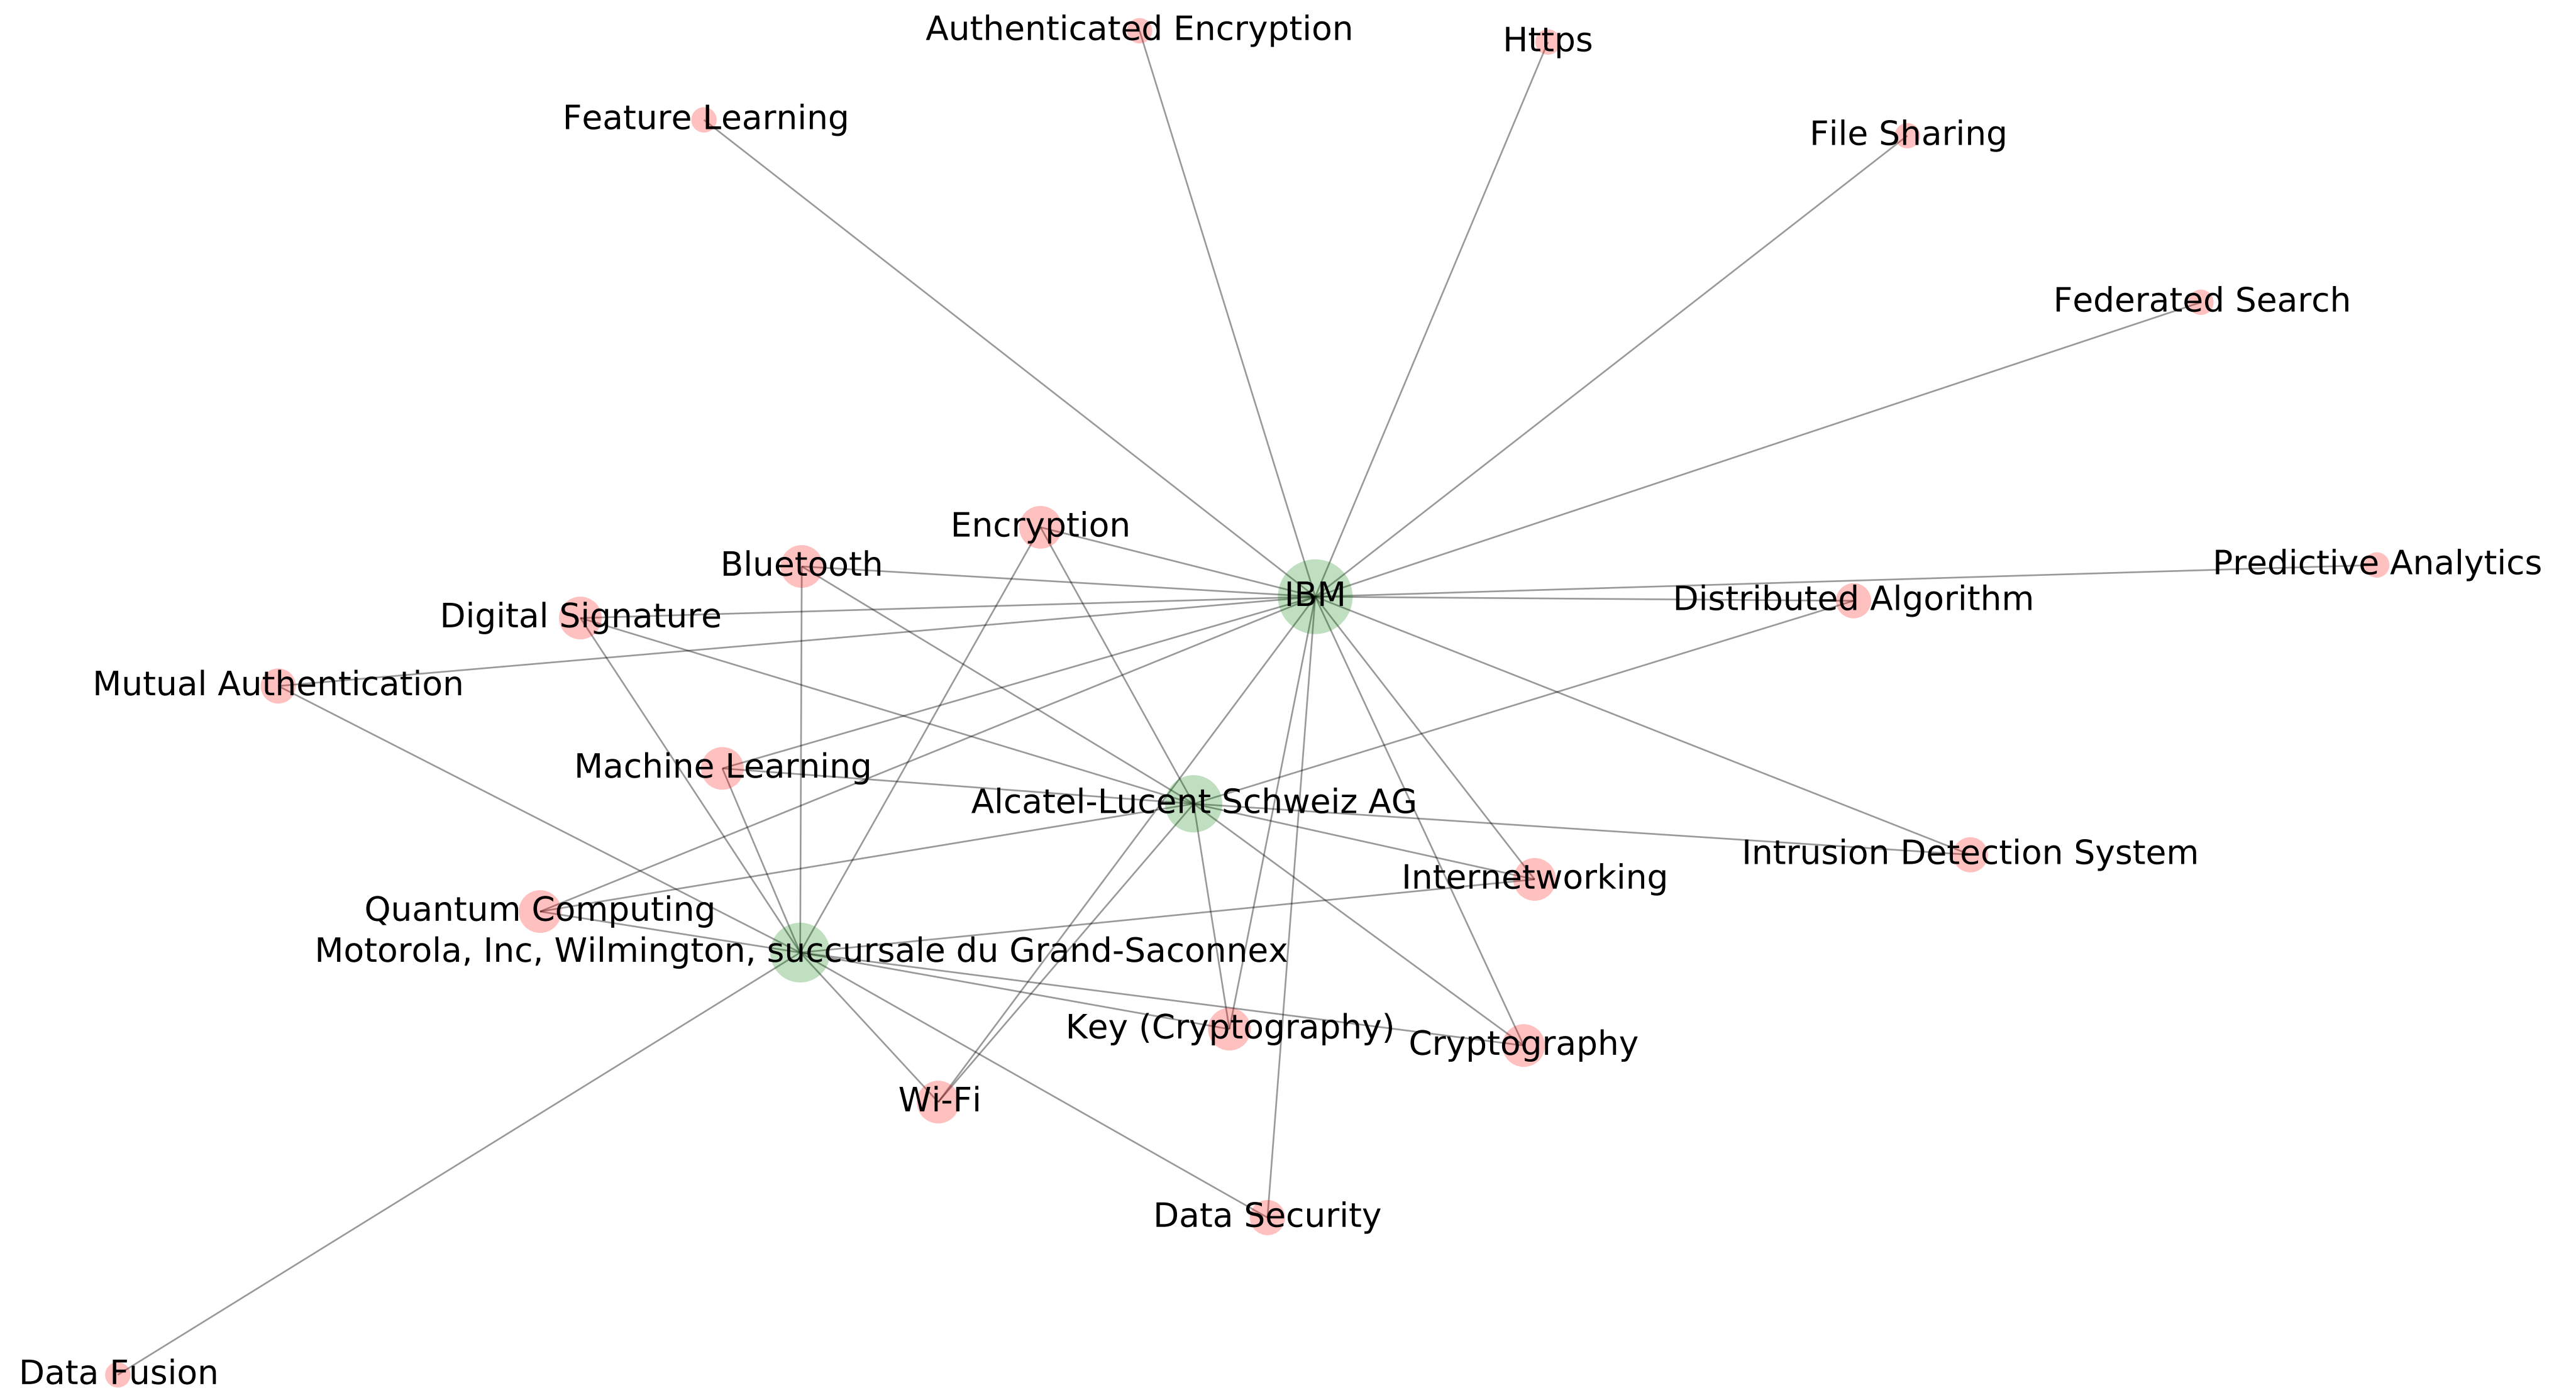 Authenticated Encryption
Https
Feature Learning
File Sharing
Federated Search
Encryption
Bluetooth
Predictive Analytics
IBM
Distributed Algorithm
Digital Signature
Mutual Authentication
Machine Learning
Alcatel-Lucent Schweiz AG
Intrusion Detection System
Internetworking
Quantum Computing
Motorola, Inc, Wilmington, succursale du Grand-Saconnex
Key (Cryptography)
Cryptography
Wi-Fi
Data Security
Data Fusion